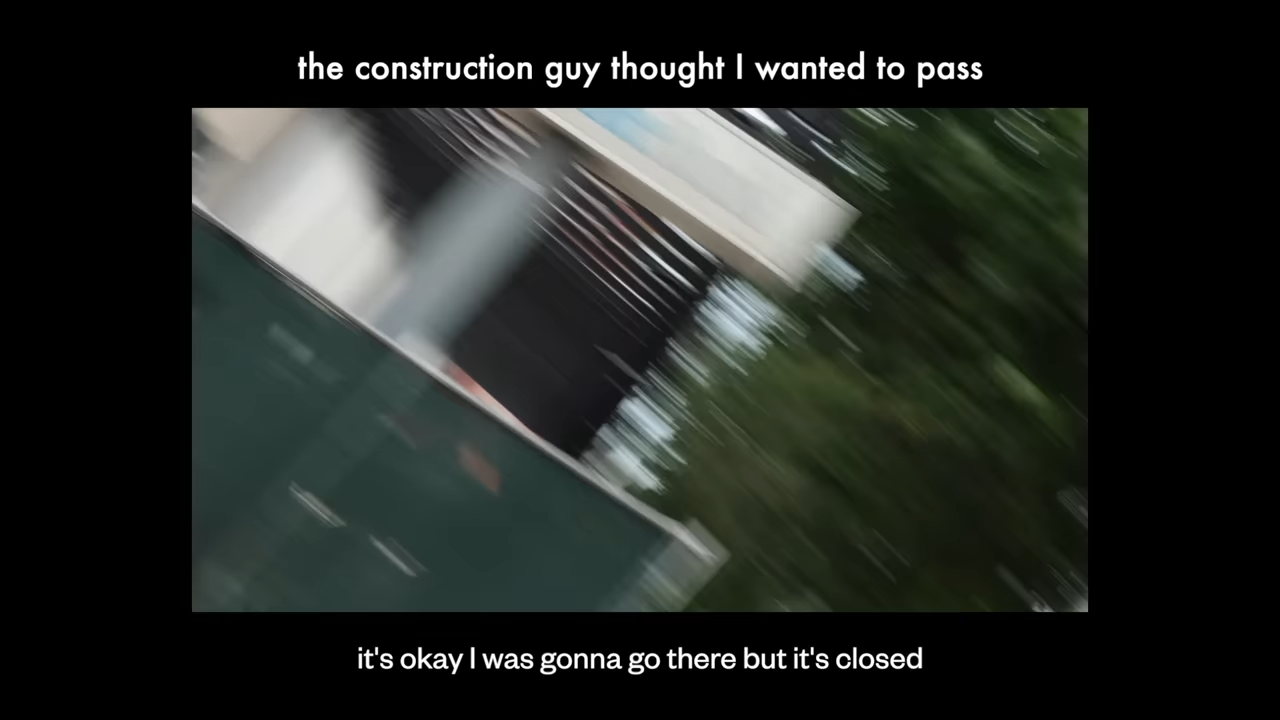 the construction guy thought I wanted to pass
it's okay I was gonna go there but it's closed